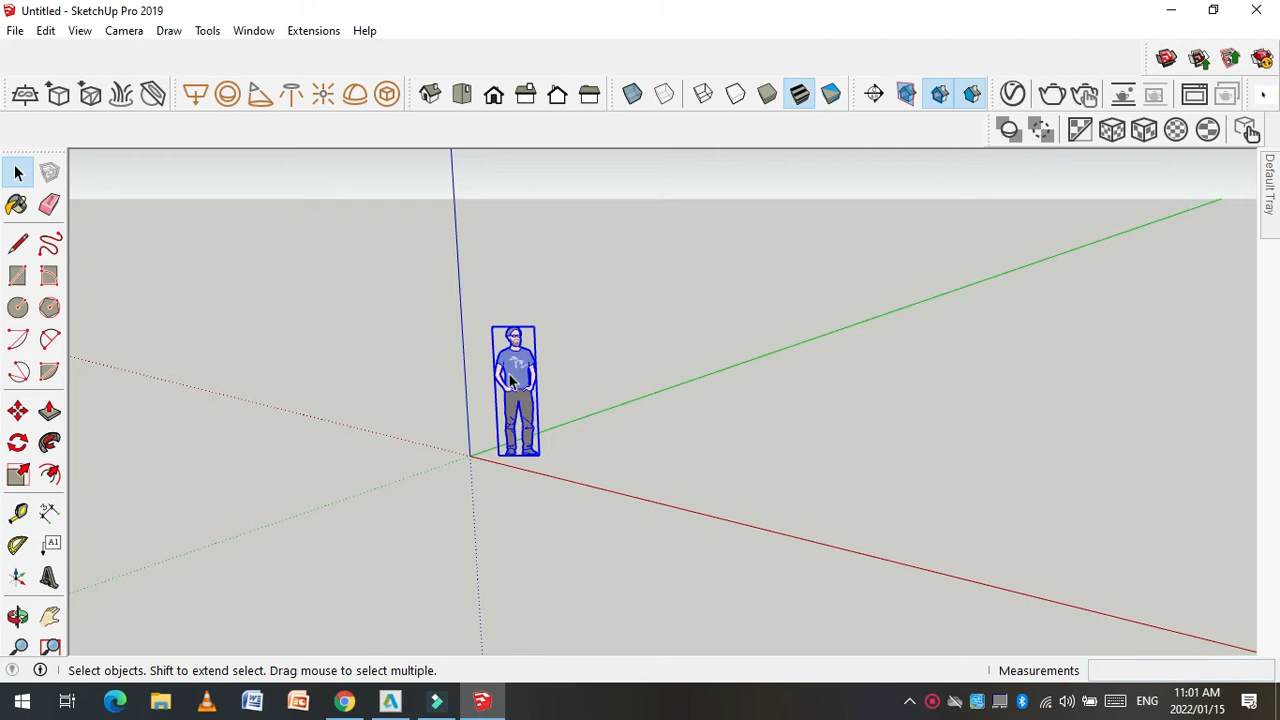 Untitled - SketchUp Pro 2019
File Edit View Camera Draw Tools Window Extensions Help
Default Tray
A1
Select objects. Shift to extend select. Drag mouse to select multiple.
Measurements
ENG
11:01 AM
2022/01/15